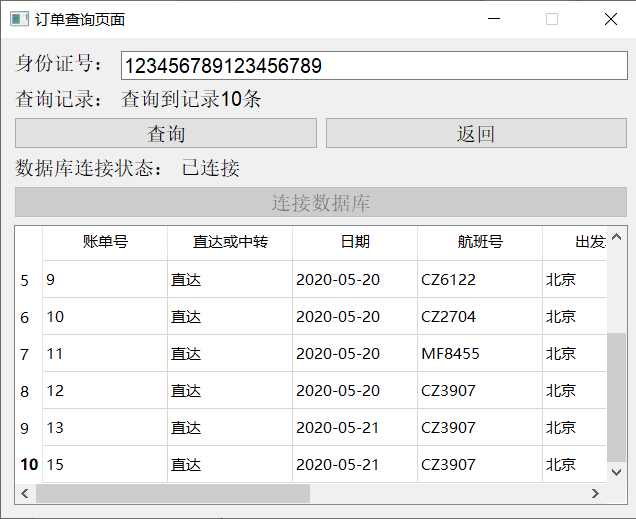 订单查询页面
身份证号： 123456789123456789
查询记录： 查询到记录10条
查询 返回
数据库连接状态： 已连接
连接数据库
账单号 直达或中转 日期 航班号 出发
5 9 直达 2020-05-20 CZ6122 北京
6 10 直达 2020-05-20 CZ2704 北京
7 11 直达 2020-05-20 MF8455 北京
8 12 直达 2020-05-20 CZ3907 北京
9 13 直达 2020-05-21 CZ3907 北京
10 15 直达 2020-05-21 CZ3907 北京